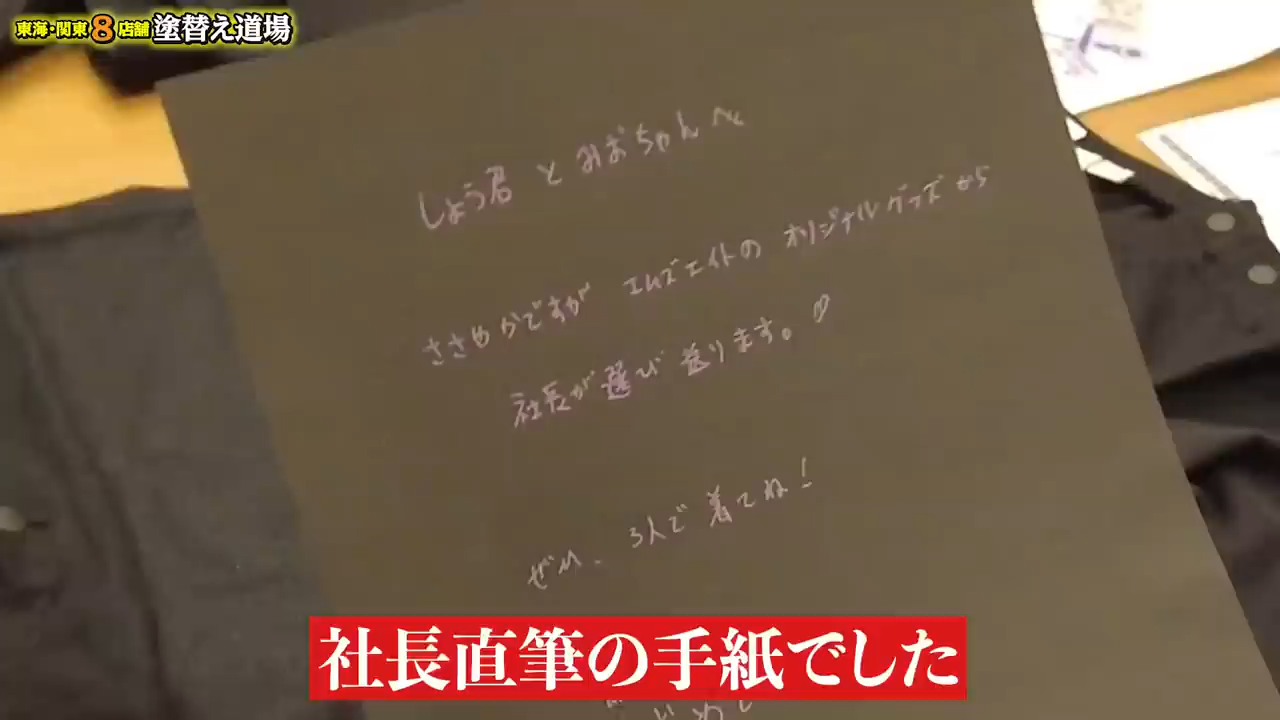 東海・関東8店舗塗替え道場
しょう君 と みおちゃんへ
ささやかですが エムズエイトの オリジナルグッズから
社長が選び 送ります。♡
ぜひ、3人で 着てね!
社長直筆の手紙でした